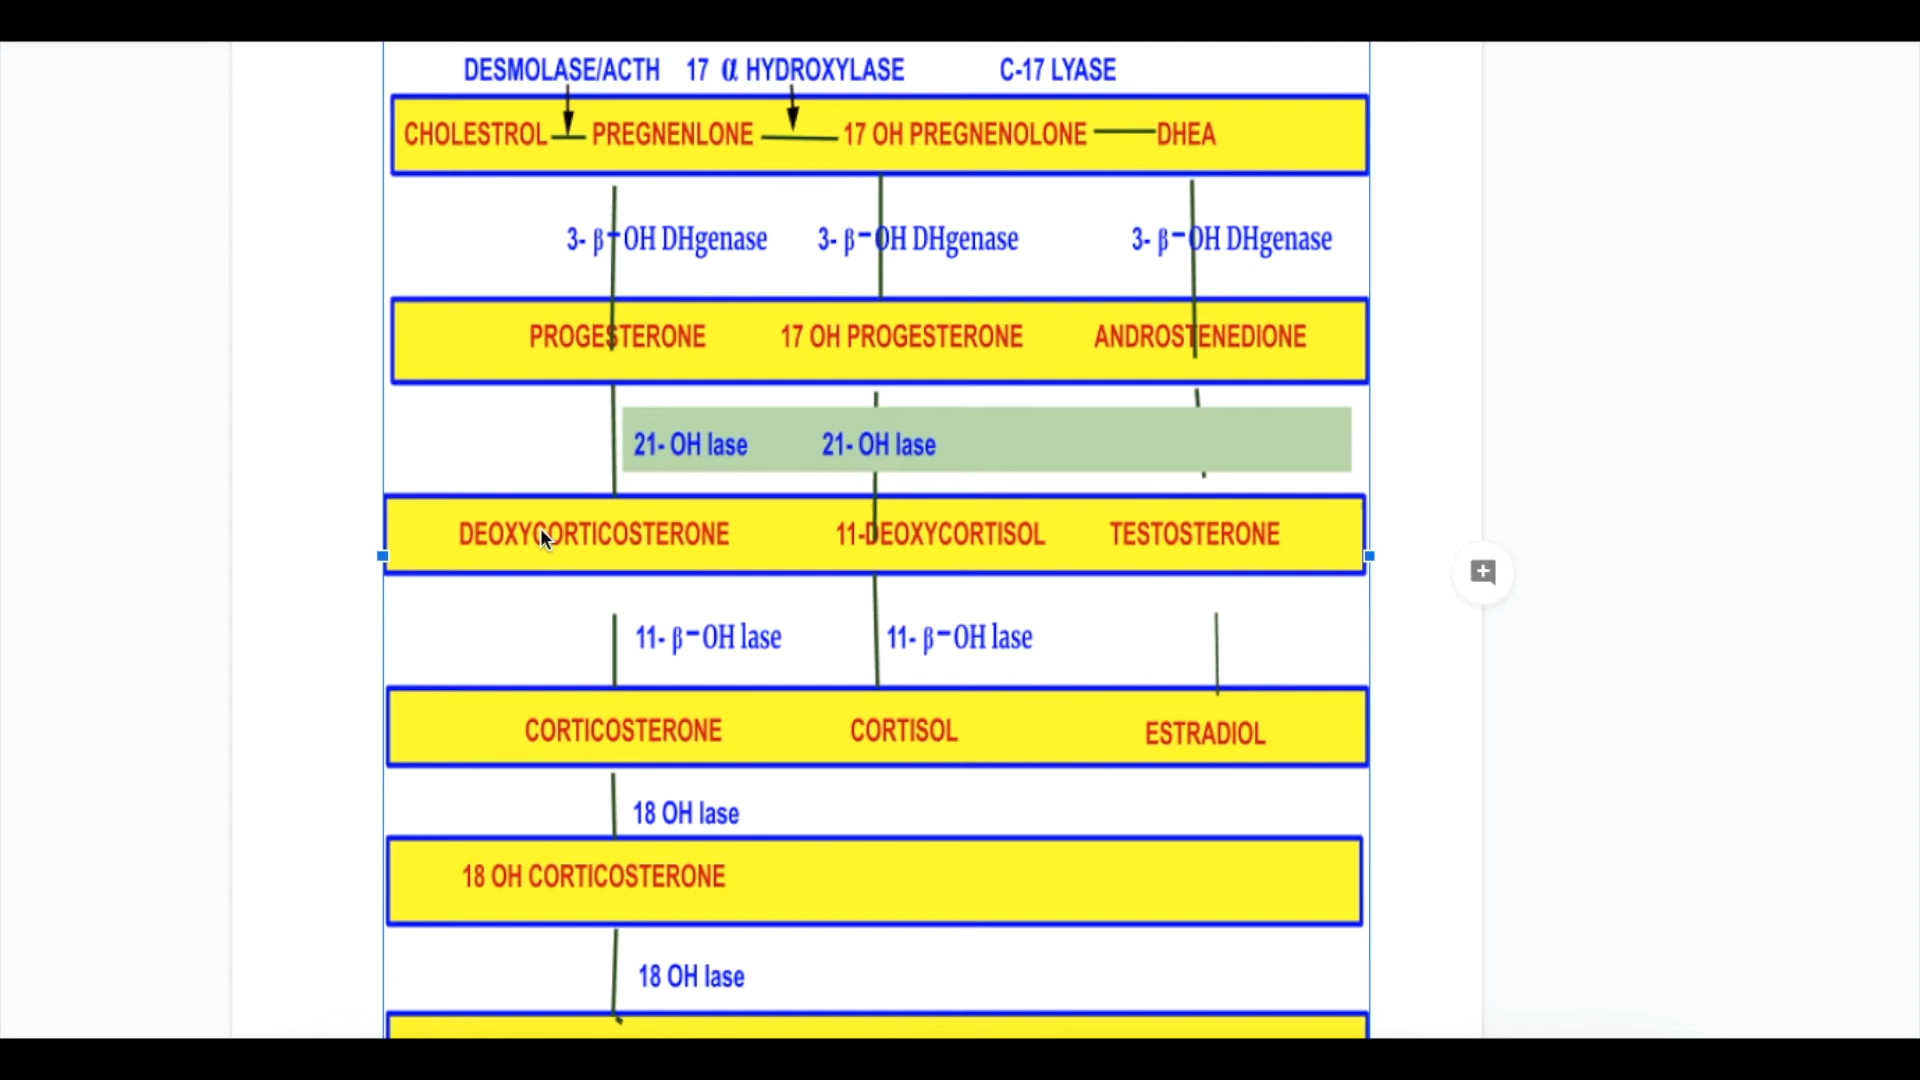 DESMOLASE/ACTH 17 α HYDROXYLASE C-17 LYASE
CHOLESTROL PREGNENLONE 17 OH PREGNENOLONE DHEA
3- β-OH DHgenase 3- β-OH DHgenase 3- β-OH DHgenase
PROGESTERONE 17 OH PROGESTERONE ANDROSTENEDIONE
21- OH lase 21- OH lase
DEOXYCORTICOSTERONE 11-DEOXYCORTISOL TESTOSTERONE
11- β-OH lase 11- β-OH lase
CORTICOSTERONE CORTISOL ESTRADIOL
18 OH lase
18 OH CORTICOSTERONE
18 OH lase